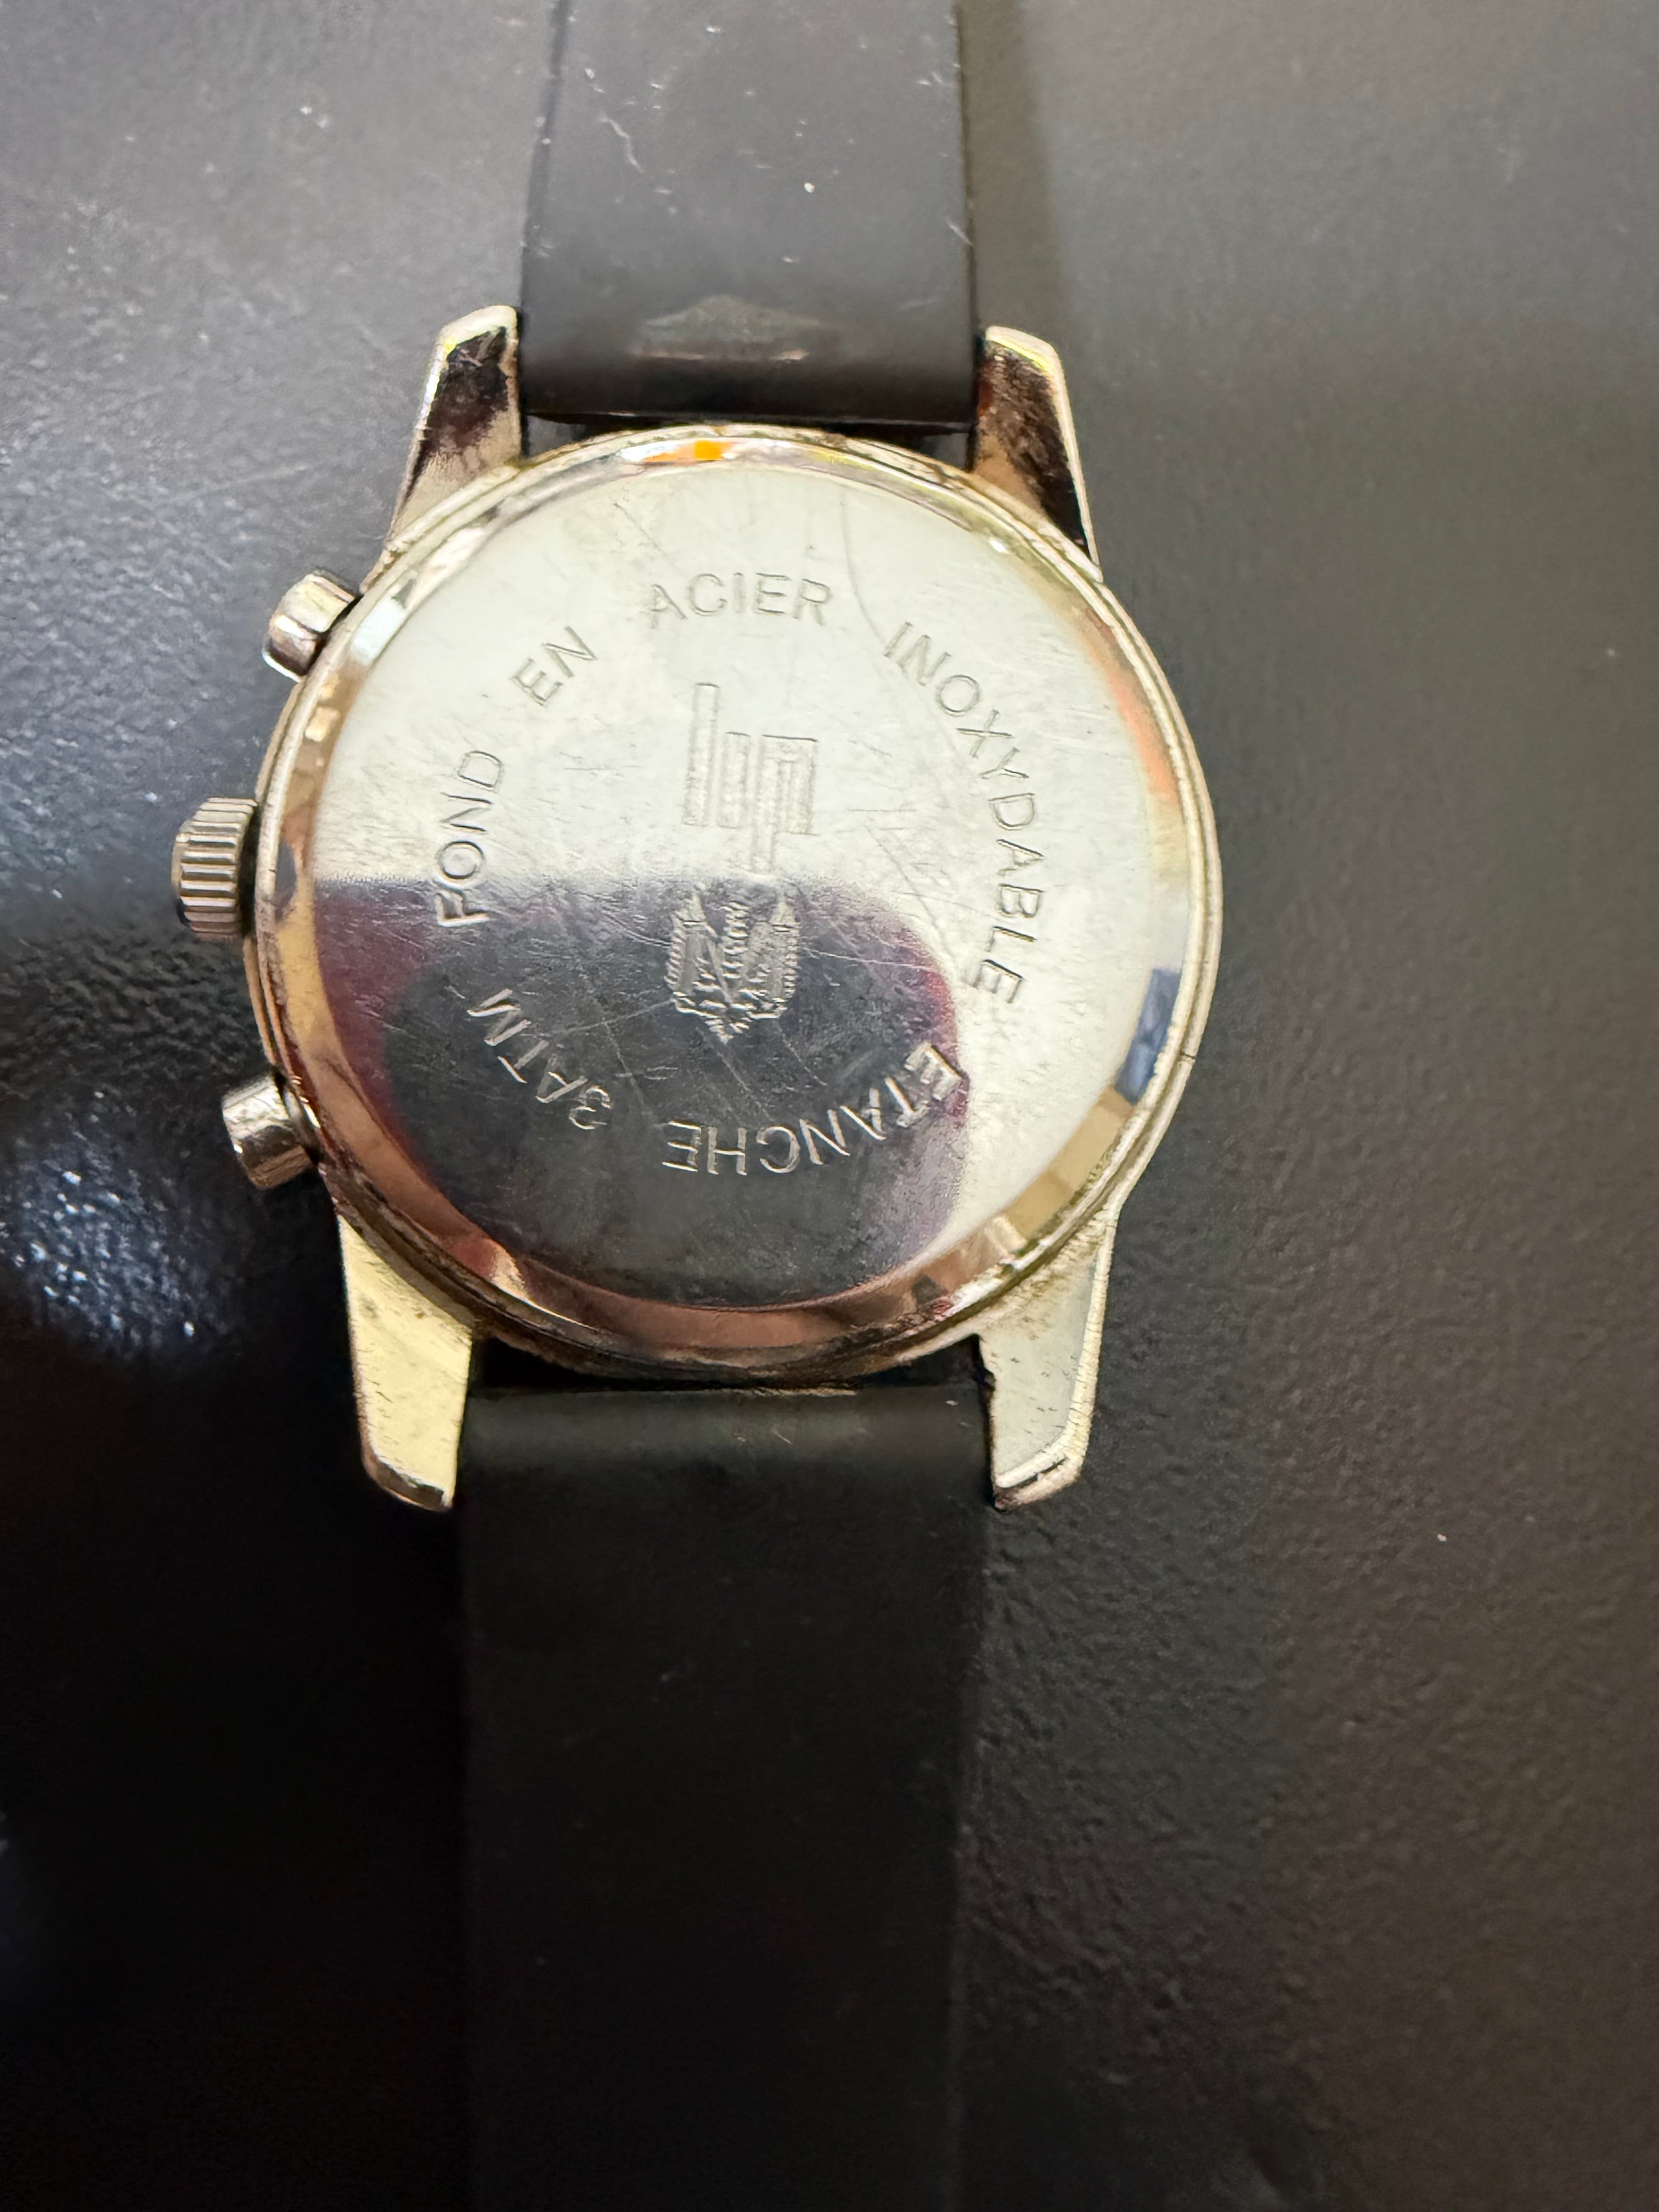 FOND EN ACIER INOXYDABLE
lip
ETANCHE 3ATM